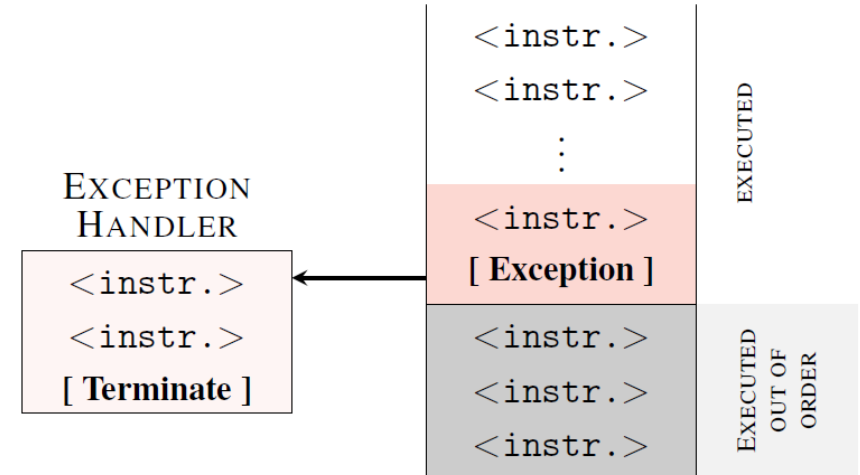 <instr.>
<instr.>
⋮
<instr.>
[ Exception ]
<instr.>
<instr.>
<instr.>
EXCEPTION
HANDLER
<instr.>
<instr.>
[ Terminate ]
EXECUTED
EXECUTED
OUT OF
ORDER